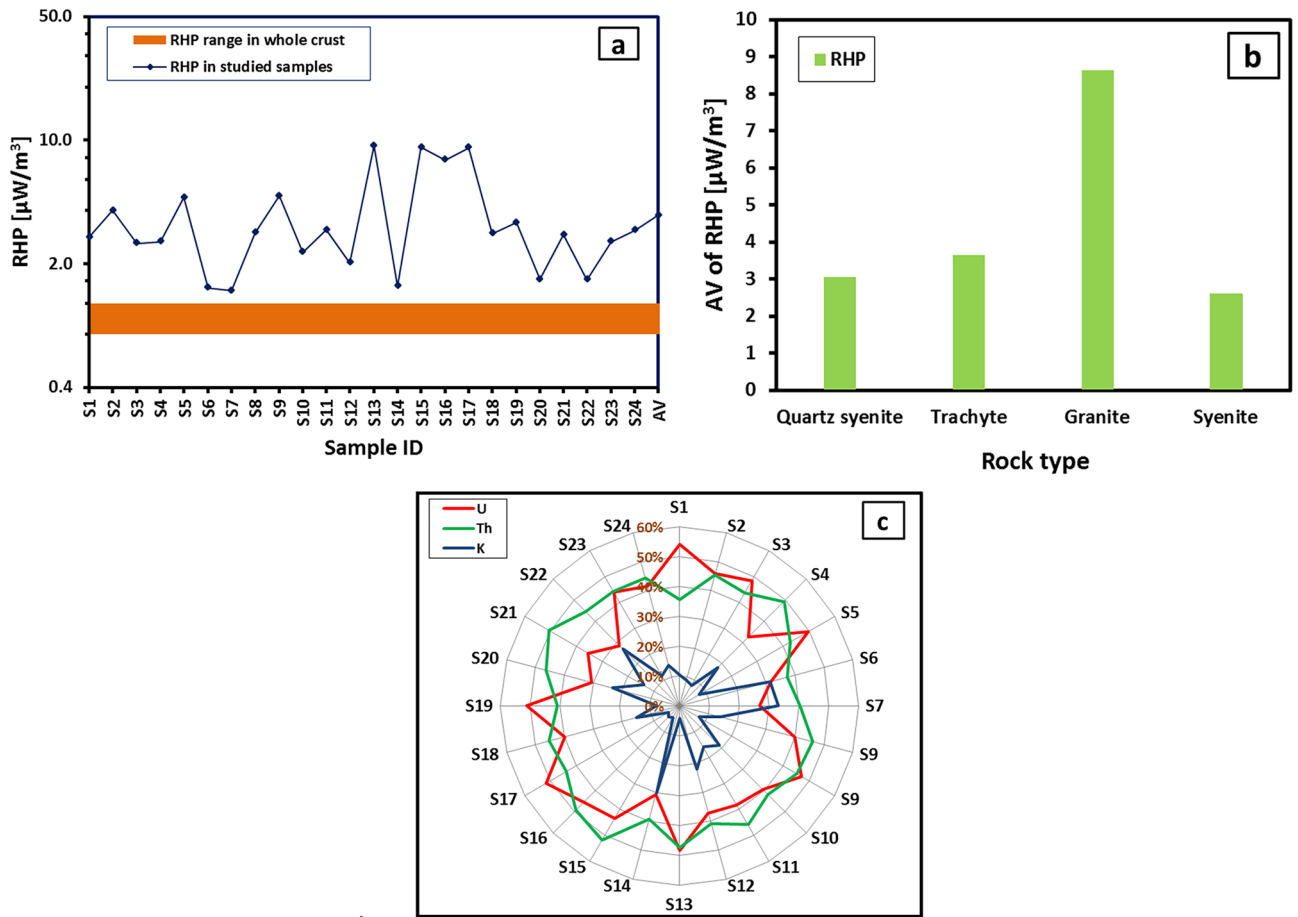 a
RHP range in whole crust
RHP in studied samples
50.0
10.0
2.0
0.4
RHP [µW/m³]
S1 S2 S3 S4 S5 S6 S7 S8 S9 S10 S11 S12 S13 S14 S15 S16 S17 S18 S19 S20 S21 S22 S23 S24 AV
Sample ID
b
RHP
10
9
8
7
6
5
4
3
2
1
0
AV of RHP [µW/m³]
Quartz syenite Trachyte Granite Syenite
Rock type
c
U
Th
K
60%
50%
40%
30%
20%
10%
0%
S1
S2
S3
S4
S5
S6
S7
S9
S9
S10
S11
S12
S13
S14
S15
S16
S17
S18
S19
S20
S21
S22
S23
S24